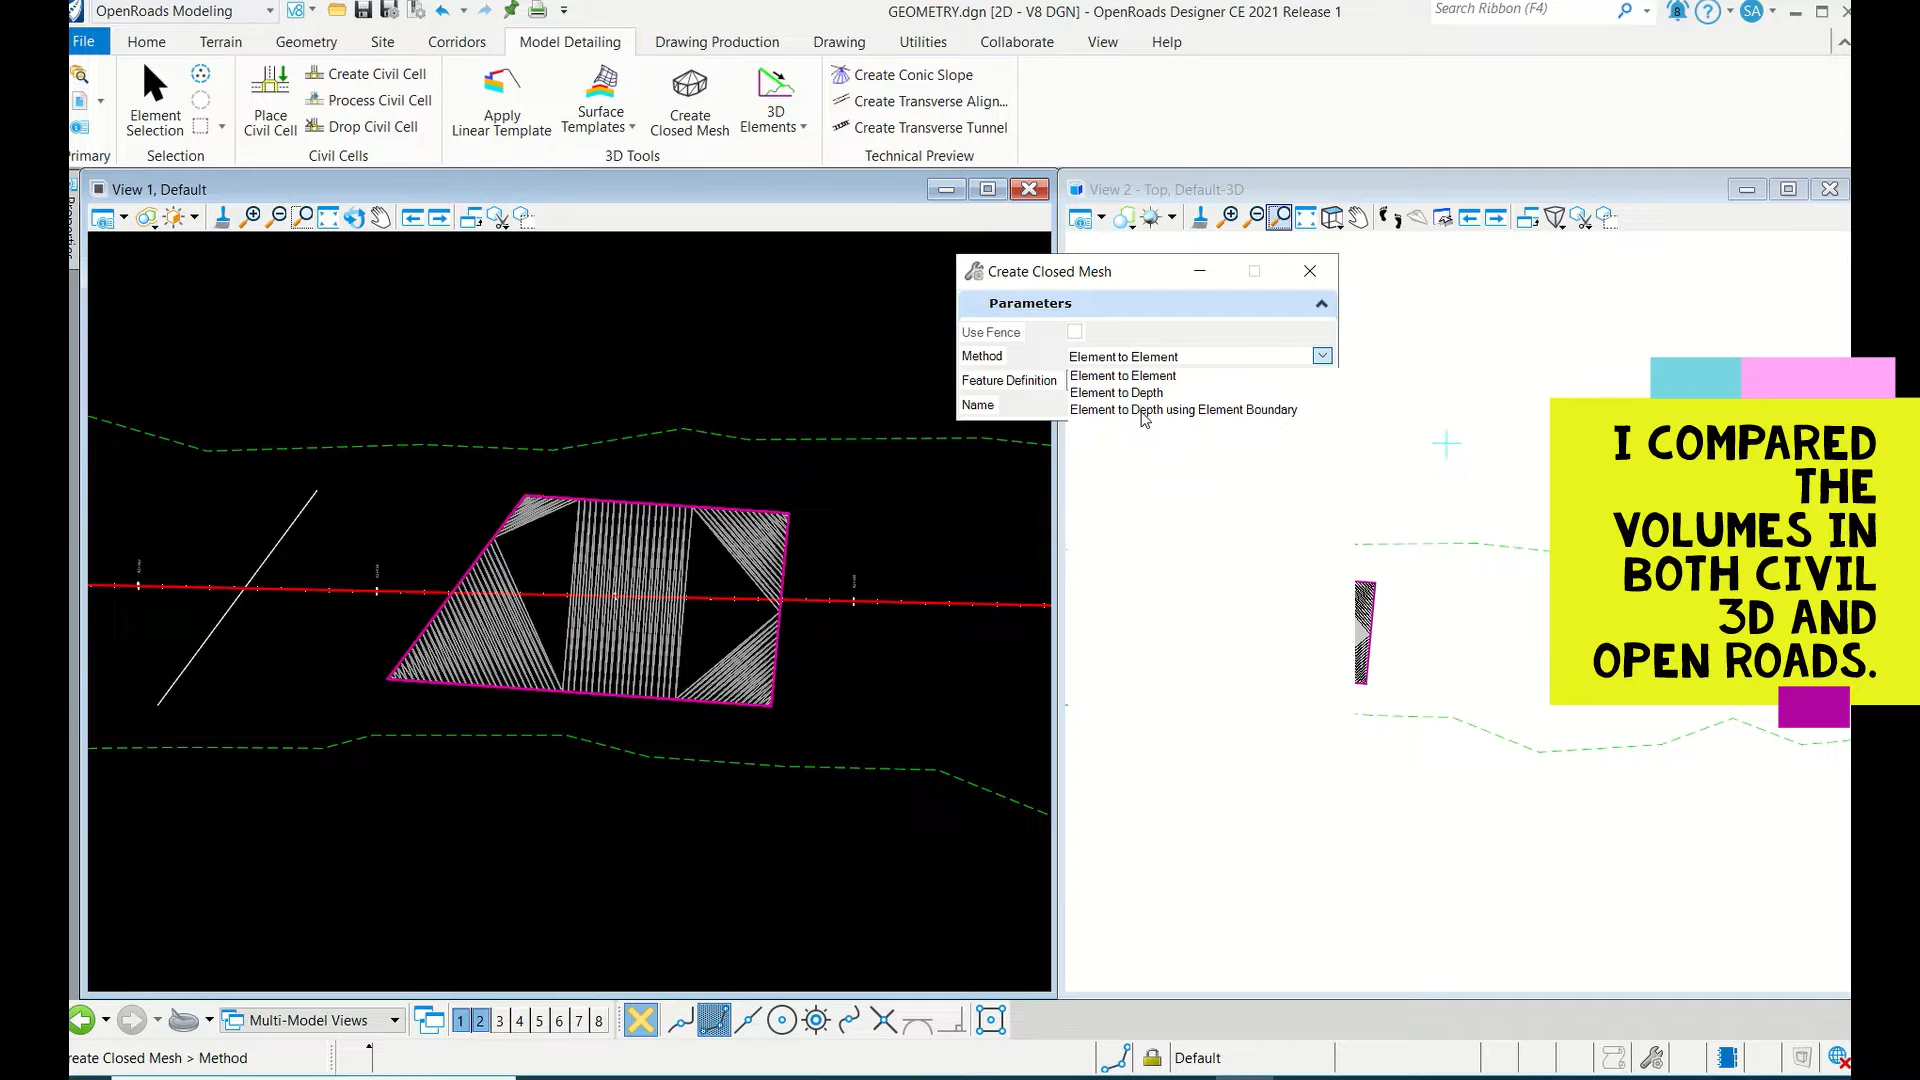 OpenRoads Modeling
GEOMETRY.dgn [2D - V8 DGN] - OpenRoads Designer CE 2021 Release 1
Search Ribbon (F4)
SA
File
Home
Terrain
Geometry
Site
Corridors
Model Detailing
Drawing Production
Drawing
Utilities
Collaborate
View
Help
Element Selection
Place Civil Cell
Create Civil Cell
Process Civil Cell
Drop Civil Cell
Apply Linear Template
Surface Templates
Create Closed Mesh
3D Elements
Create Conic Slope
Create Transverse Align...
Create Transverse Tunnel
rimary
Selection
Civil Cells
3D Tools
Technical Preview
Properties
View 1, Default
View 2 - Top, Default-3D
Create Closed Mesh
Parameters
Use Fence
Method
Element to Element
Feature Definition
Element to Element
Element to Depth
Name
Element to Depth using Element Boundary
I COMPARED
THE
VOLUMES IN
BOTH CIVIL
3D AND
OPEN ROADS.
Multi-Model Views
1 2 3 4 5 6 7 8
reate Closed Mesh > Method
Default